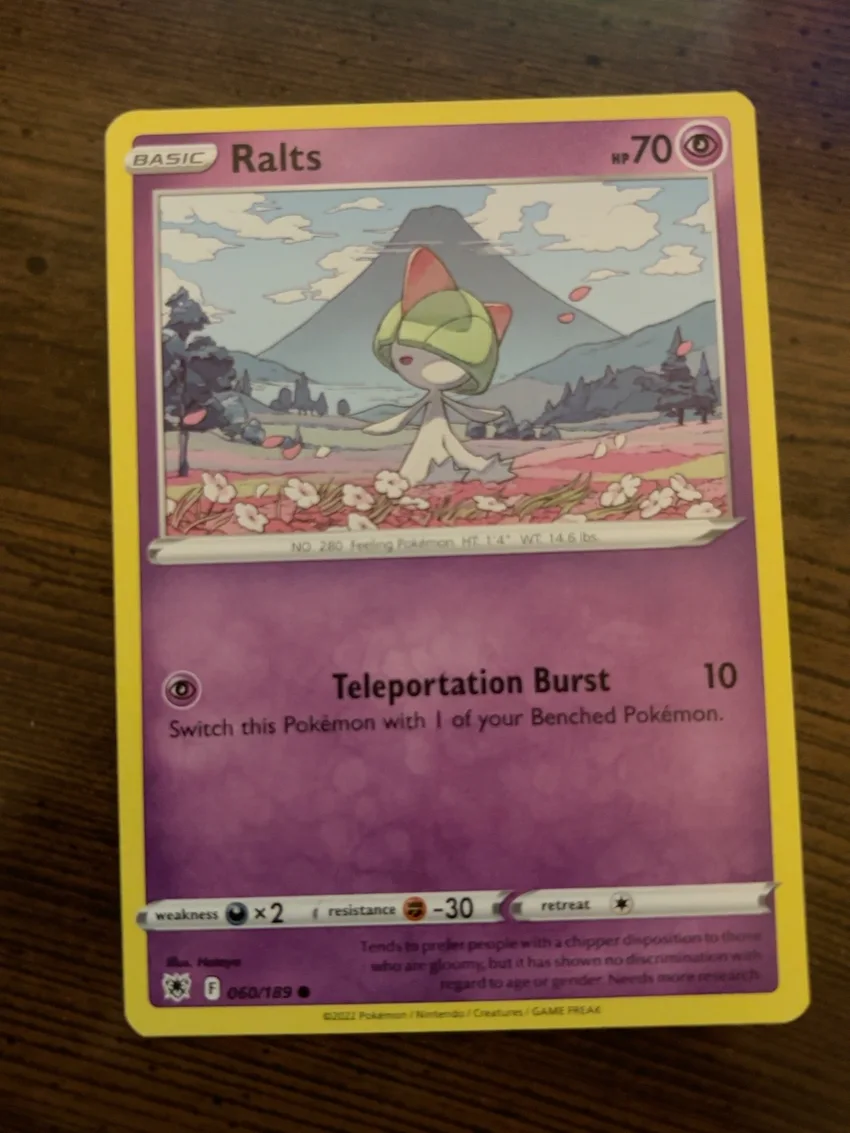 BASIC Ralts HP 70
NO. 280 Feeling Pokémon HT: 1'4" WT: 14.6 lbs.
Teleportation Burst 10
Switch this Pokémon with 1 of your Benched Pokémon.
weakness ×2 resistance -30 retreat
Illus. Hataya
Tends to prefer people with a chipper disposition to those
who are gloomy, but it has shown no discrimination with
regard to age or gender. Needs more research.
F 060/189
©2022 Pokémon / Nintendo / Creatures / GAME FREAK